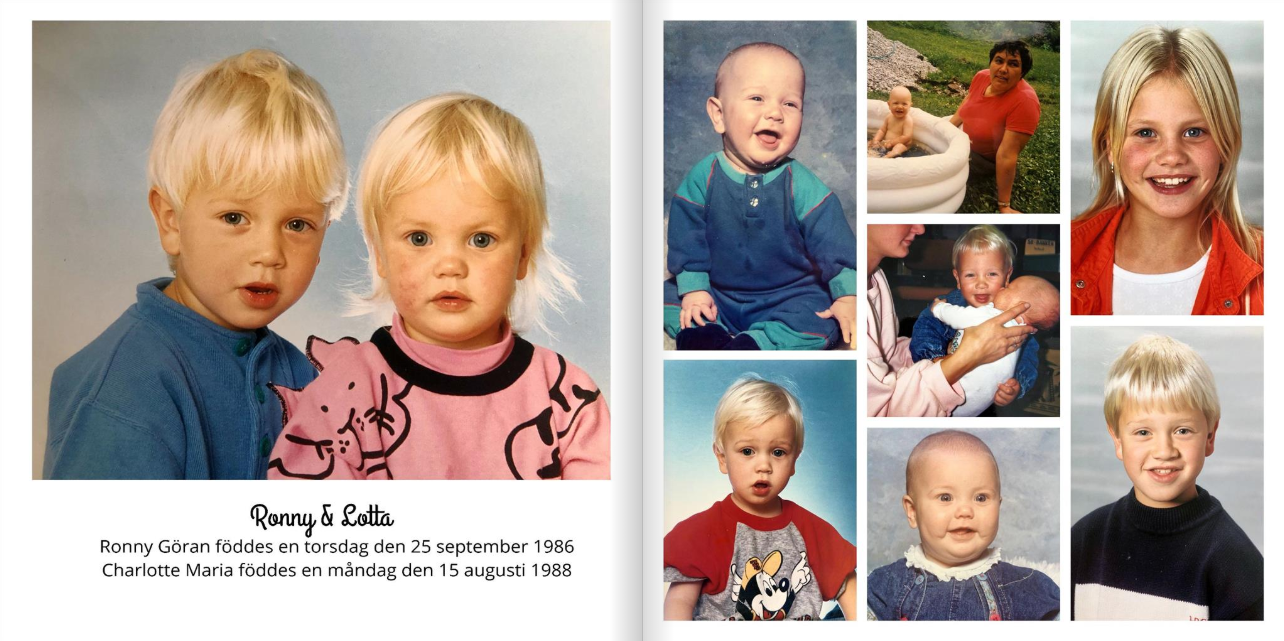 Ronny & Lotta
Ronny Göran föddes en torsdag den 25 september 1986
Charlotte Maria föddes en måndag den 15 augusti 1988